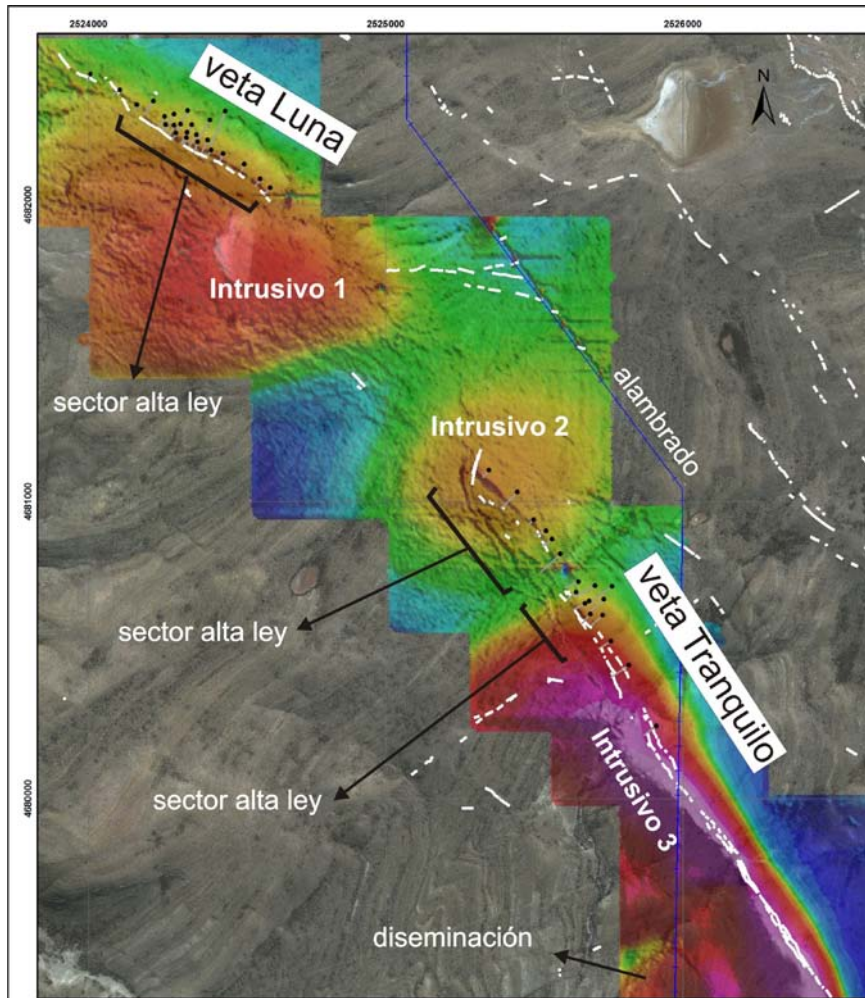 2524000
2525000
2526000
veta Luna
N
4682000
Intrusivo 1
sector alta ley
alambrado
Intrusivo 2
4681000
sector alta ley
veta Tranquilo
sector alta ley
4680000
Intrusivo 3
diseminación